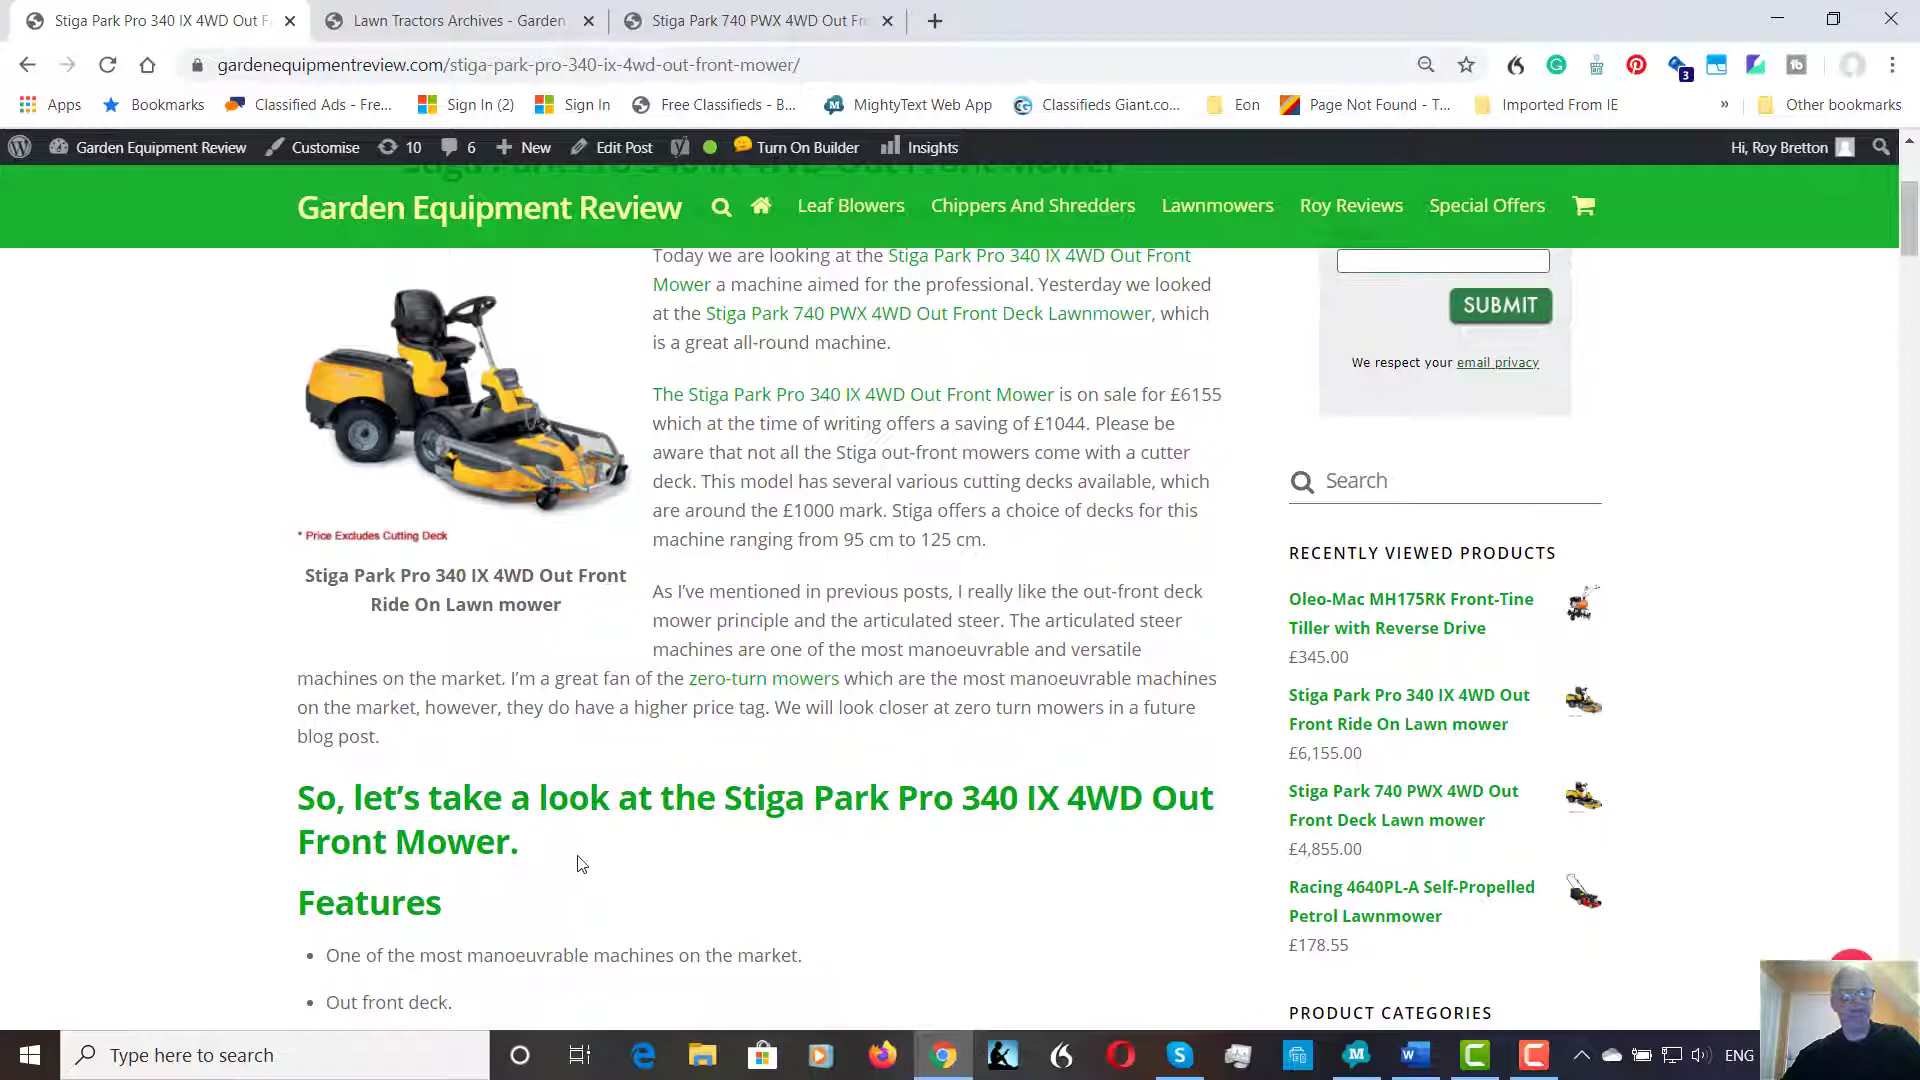 Stiga Park Pro 340 IX 4WD Out F
Lawn Tractors Archives - Garden
Stiga Park 740 PWX 4WD Out Fr
gardenequipmentreview.com/stiga-park-pro-340-ix-4wd-out-front-mower/
3
Apps
Bookmarks
Classified Ads - Fre...
Sign In (2)
Sign In
Free Classifieds - B...
MightyText Web App
Classifieds Giant.co...
Eon
Page Not Found - T...
Imported From IE
»
Other bookmarks
Garden Equipment Review
Customise
10
6
New
Edit Post
Turn On Builder
Insights
Hi, Roy Bretton
Stiga Park Pro 340 IX 4WD Out Front Mower
Garden Equipment Review
Leaf Blowers
Chippers And Shredders
Lawnmowers
Roy Reviews
Special Offers
Today we are looking at the Stiga Park Pro 340 IX 4WD Out Front
Mower a machine aimed for the professional. Yesterday we looked
at the Stiga Park 740 PWX 4WD Out Front Deck Lawnmower, which
is a great all-round machine.
The Stiga Park Pro 340 IX 4WD Out Front Mower is on sale for £6155
which at the time of writing offers a saving of £1044. Please be
aware that not all the Stiga out-front mowers come with a cutter
deck. This model has several various cutting decks available, which
are around the £1000 mark. Stiga offers a choice of decks for this
machine ranging from 95 cm to 125 cm.
* Price Excludes Cutting Deck
Stiga Park Pro 340 IX 4WD Out Front
Ride On Lawn mower
As I've mentioned in previous posts, I really like the out-front deck
mower principle and the articulated steer. The articulated steer
machines are one of the most manoeuvrable and versatile
machines on the market. I'm a great fan of the zero-turn mowers which are the most manoeuvrable machines
on the market, however, they do have a higher price tag. We will look closer at zero turn mowers in a future
blog post.
So, let's take a look at the Stiga Park Pro 340 IX 4WD Out
Front Mower.
Features
• One of the most manoeuvrable machines on the market.
• Out front deck.
SUBMIT
We respect your email privacy
Search
RECENTLY VIEWED PRODUCTS
Oleo-Mac MH175RK Front-Tine
Tiller with Reverse Drive
£345.00
Stiga Park Pro 340 IX 4WD Out
Front Ride On Lawn mower
£6,155.00
Stiga Park 740 PWX 4WD Out
Front Deck Lawn mower
£4,855.00
Racing 4640PL-A Self-Propelled
Petrol Lawnmower
£178.55
PRODUCT CATEGORIES
Type here to search
ENG